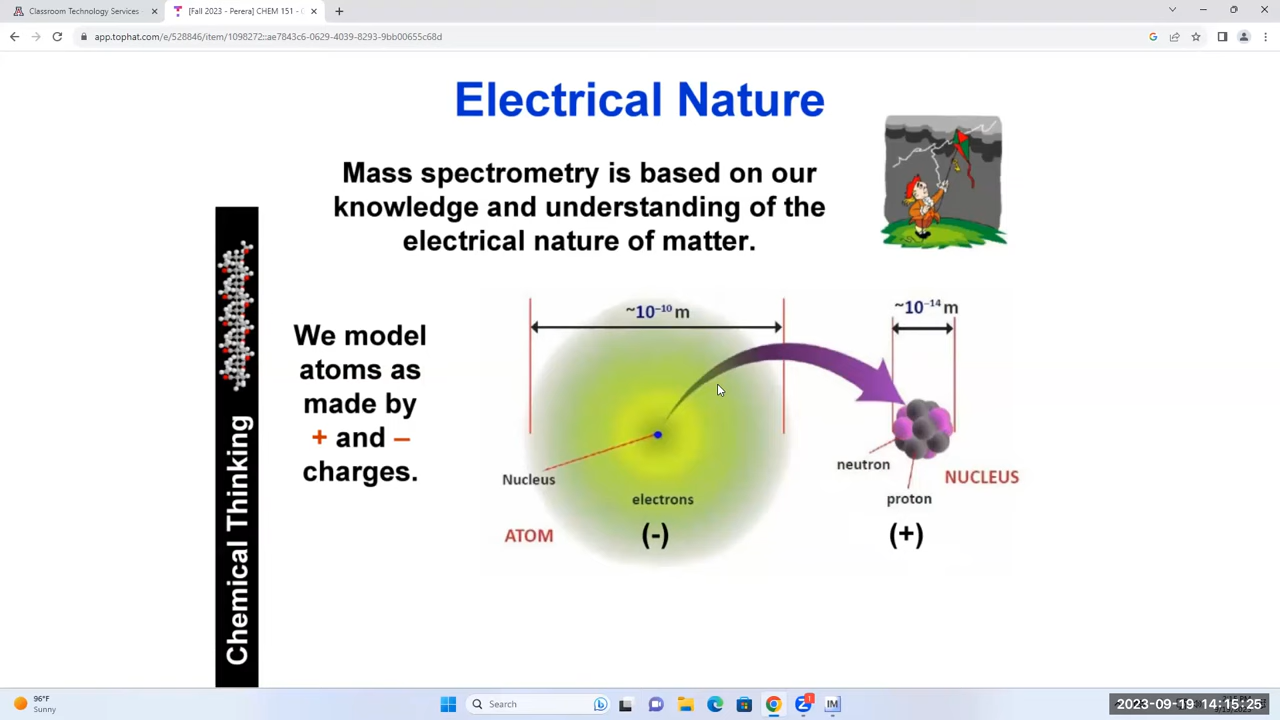 Classroom Technology Services
[Fall 2023 - Perera] CHEM 151 - G
app.tophat.com/e/528846/item/1098272::ae7843c6-0629-4039-8293-9bb00655c68d
Electrical Nature
Mass spectrometry is based on our
knowledge and understanding of the
electrical nature of matter.
~10⁻¹⁰ m
~10⁻¹⁴ m
We model
atoms as
made by
+ and –
charges.
neutron
NUCLEUS
Nucleus
electrons
proton
ATOM
(-)
(+)
Chemical Thinking
96°F
Sunny
Search
1
IM
2023-09-19 14:15:25